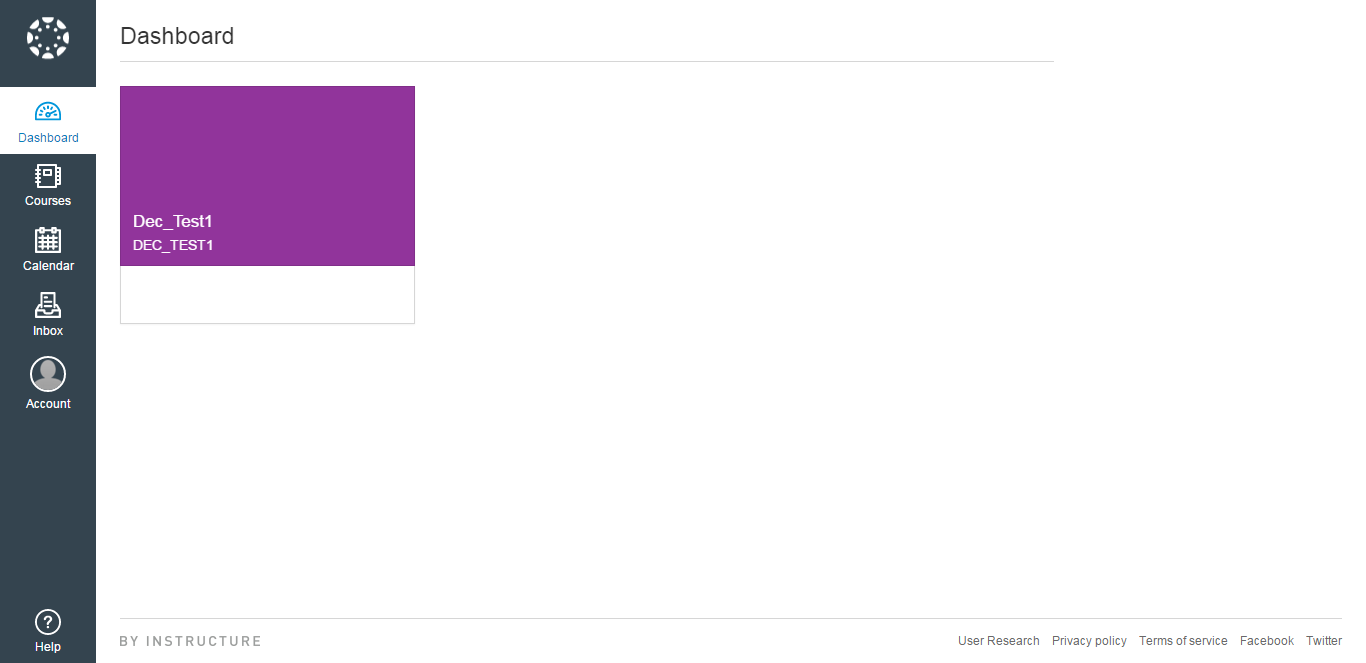 Dashboard
Dashboard
Courses
Calendar
Inbox
Account
Help
Dec_Test1
DEC_TEST1
BY INSTRUCTURE
User Research Privacy policy Terms of service Facebook Twitter